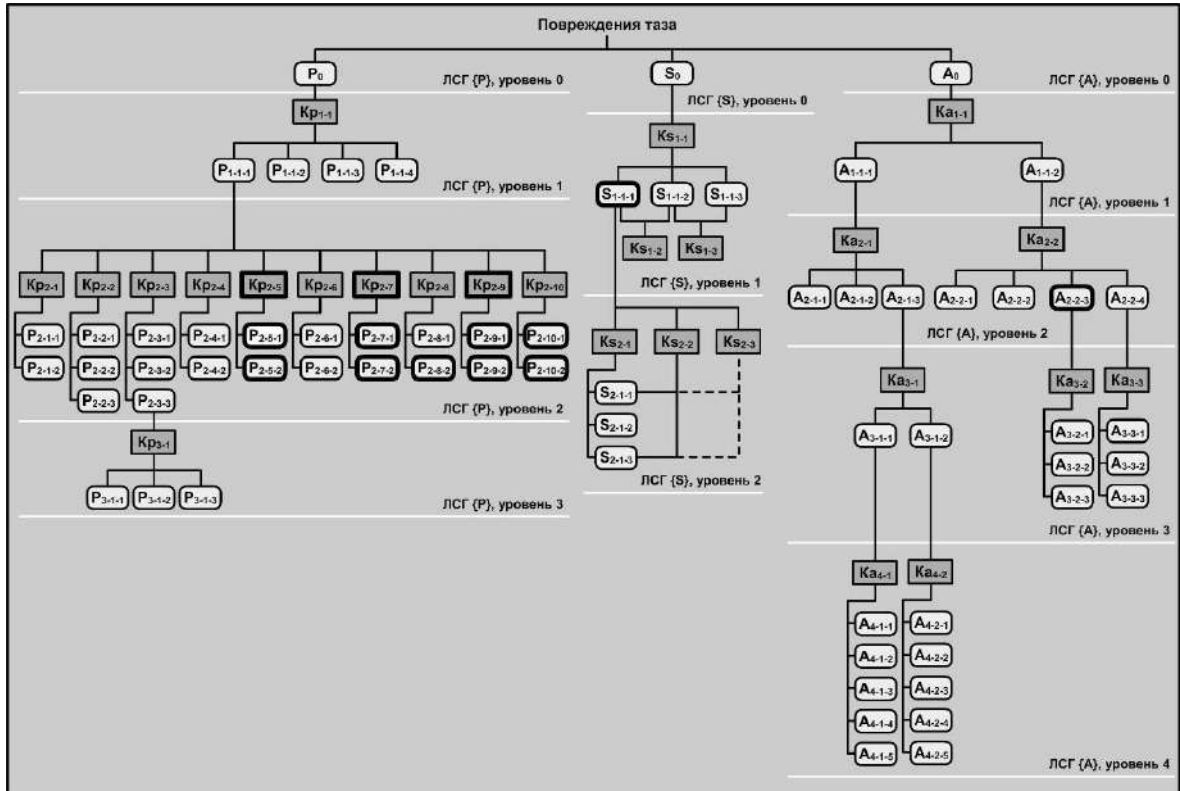 Повреждения таза
P0 S0 A0
ЛСГ {P}, уровень 0 ЛСГ {S}, уровень 0 ЛСГ {A}, уровень 0
Kp1-1 Ks1-1 Ka1-1
P1-1-1 P1-1-2 P1-1-3 P1-1-4
ЛСГ {P}, уровень 1
Kp2-1 Kp2-2 Kp2-3 Kp2-4 Kp2-5 Kp2-6 Kp2-7 Kp2-8 Kp2-9 Kp2-10
P2-1-1 P2-2-1 P2-3-1 P2-4-1 P2-5-1 P2-6-1 P2-7-1 P2-8-1 P2-9-1 P2-10-1
P2-1-2 P2-2-2 P2-3-2 P2-4-2 P2-5-2 P2-6-2 P2-7-2 P2-8-2 P2-9-2 P2-10-2
P2-2-3 P2-3-3
ЛСГ {P}, уровень 2
Kp3-1
P3-1-1 P3-1-2 P3-1-3
ЛСГ {P}, уровень 3
S1-1-1 S1-1-2 S1-1-3
Ks1-2 Ks1-3
ЛСГ {S}, уровень 1
Ks2-1 Ks2-2 Ks2-3
S2-1-1
S2-1-2
S2-1-3
ЛСГ {S}, уровень 2
A1-1-1 A1-1-2
ЛСГ {A}, уровень 1
Ka2-1 Ka2-2
A2-1-1 A2-1-2 A2-1-3 A2-2-1 A2-2-2 A2-2-3 A2-2-4
ЛСГ {A}, уровень 2
Ka3-1 Ka3-2 Ka3-3
A3-1-1 A3-1-2 A3-2-1 A3-3-1
A3-2-2 A3-3-2
A3-2-3 A3-3-3
ЛСГ {A}, уровень 3
Ka4-1 Ka4-2
A4-1-1 A4-2-1
A4-1-2 A4-2-2
A4-1-3 A4-2-3
A4-1-4 A4-2-4
A4-1-5 A4-2-5
ЛСГ {A}, уровень 4